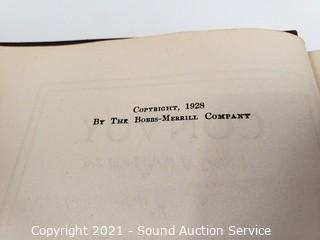 Copyright, 1928
By The Bobbs-Merrill Company
Copyright 2021 - Sound Auction Service